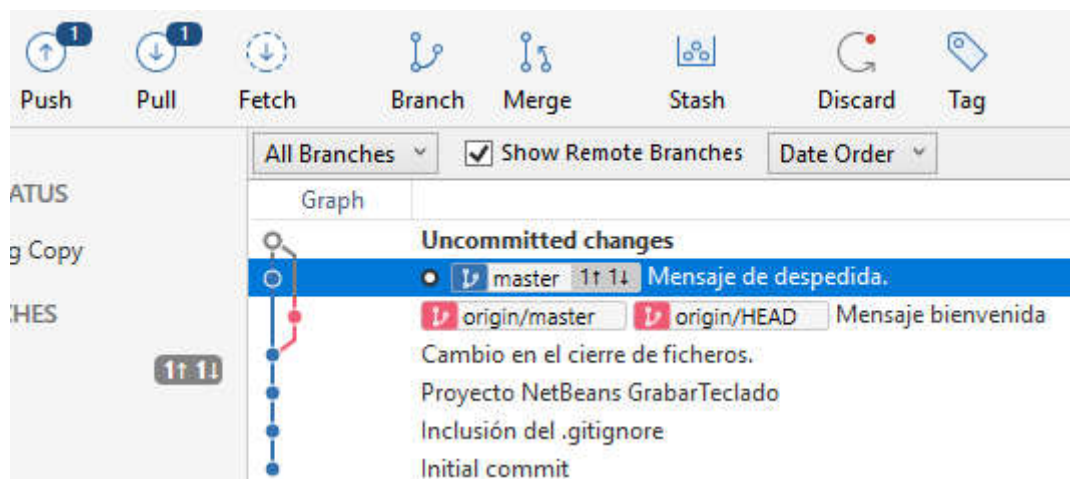 1 1
Push Pull Fetch Branch Merge Stash Discard Tag
All Branches Show Remote Branches Date Order
ATUS
Graph
g Copy
Uncommitted changes
master 1↑ 1↓ Mensaje de despedida.
HES
origin/master origin/HEAD Mensaje bienvenida
1↑ 1↓
Cambio en el cierre de ficheros.
Proyecto NetBeans GrabarTeclado
Inclusión del .gitignore
Initial commit